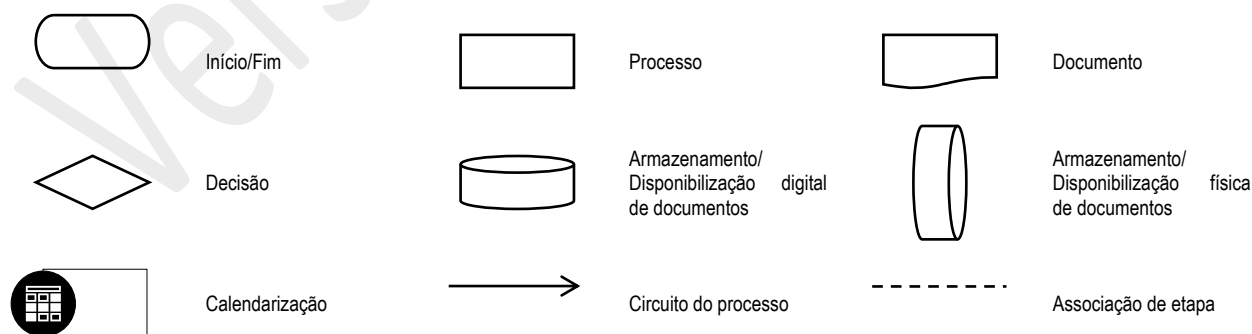 Início/Fim
Processo
Documento
Decisão
Armazenamento/
Disponibilização digital
de documentos
Armazenamento/
Disponibilização física
de documentos
Calendarização
Circuito do processo
Associação de etapa